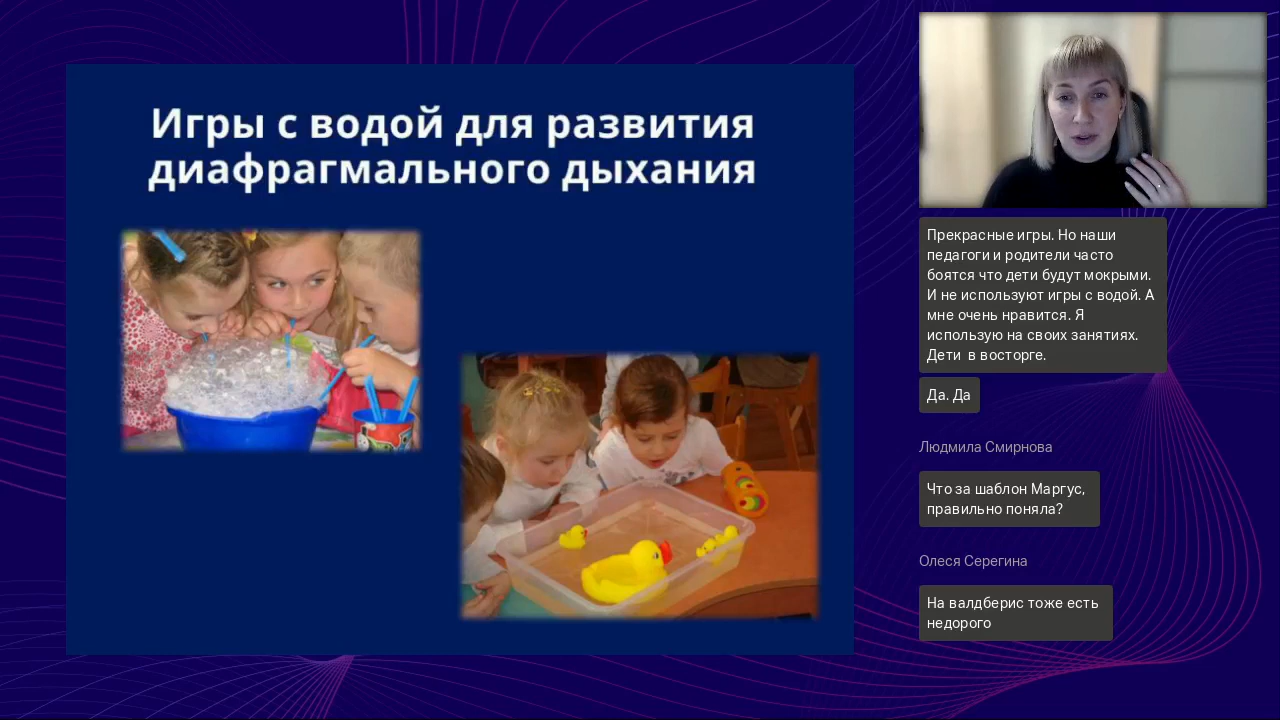 Игры с водой для развития
диафрагмального дыхания
Прекрасные игры. Но наши
педагоги и родители часто
боятся что дети будут мокрыми.
И не используют игры с водой. А
мне очень нравится. Я
использую на своих занятиях.
Дети  в восторге.
Да. Да
Людмила Смирнова
Что за шаблон Маргус,
правильно поняла?
Олеся Серегина
На валдберис тоже есть
недорого